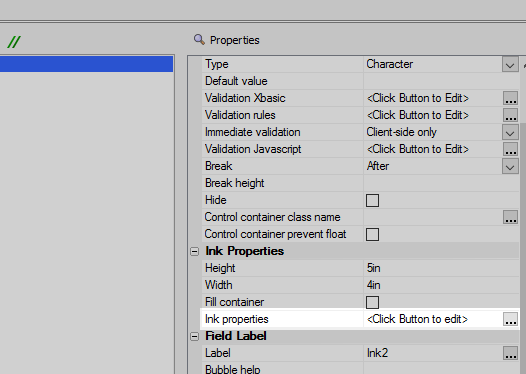 //
Properties
Type Character
Default value
Validation Xbasic <Click Button to Edit> ...
Validation rules <Click Button to Edit> ...
Immediate validation Client-side only
Validation Javascript <Click Button to Edit> ...
Break After
Break height
Hide
Control container class name ...
Control container prevent float
Ink Properties
Height 5in
Width 4in
Fill container
Ink properties <Click Button to edit> ...
Field Label
Label Ink2 ...
Bubble help